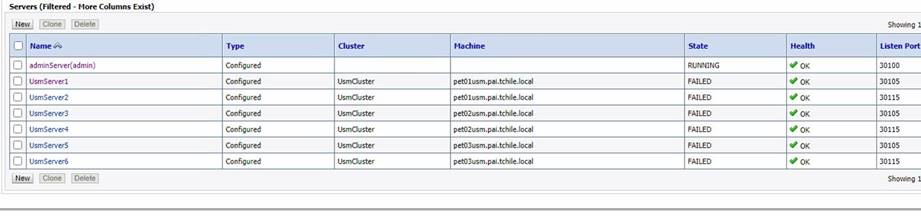 Servers (Filtered - More Columns Exist)
New Clone Delete Showing 1
Name Type Cluster Machine State Health Listen Port
adminServer(admin) Configured RUNNING OK 30100
UsmServer1 Configured UsmCluster pet01usm.pai.tchile.local FAILED OK 30105
UsmServer2 Configured UsmCluster pet01usm.pai.tchile.local FAILED OK 30115
UsmServer3 Configured UsmCluster pet02usm.pai.tchile.local FAILED OK 30105
UsmServer4 Configured UsmCluster pet02usm.pai.tchile.local FAILED OK 30115
UsmServer5 Configured UsmCluster pet03usm.pai.tchile.local FAILED OK 30105
UsmServer6 Configured UsmCluster pet03usm.pai.tchile.local FAILED OK 30115
New Clone Delete Showing 1